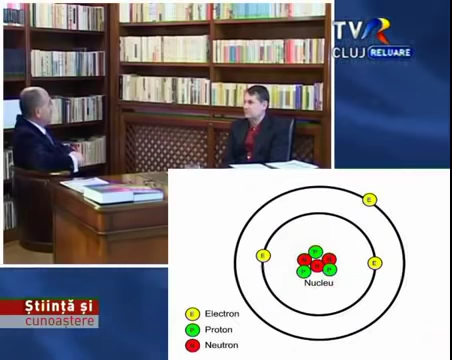 TVR
CLUJ RELUARE
E
E
E
P
N
N
N
P
P
Nucleu
E Electron
P Proton
N Neutron
Știință și
cunoaștere